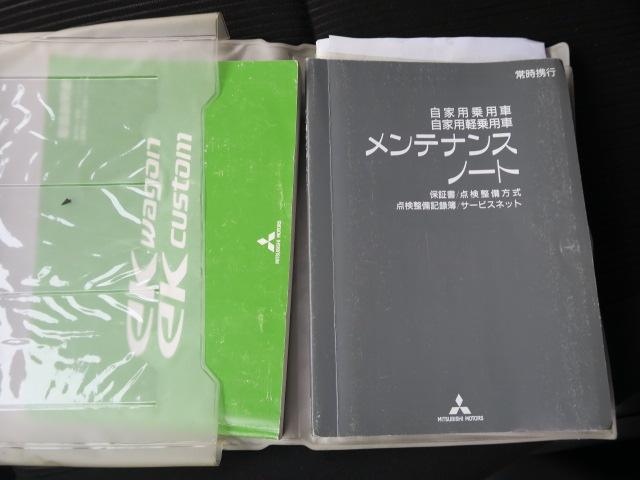 eK wagon
eK custom
MITSUBISHI MOTORS
常時携行
自家用乗用車
自家用軽乗用車
メンテナンス
ノート
保証書/点検整備方式
点検整備記録簿/サービスネット
MITSUBISHI MOTORS